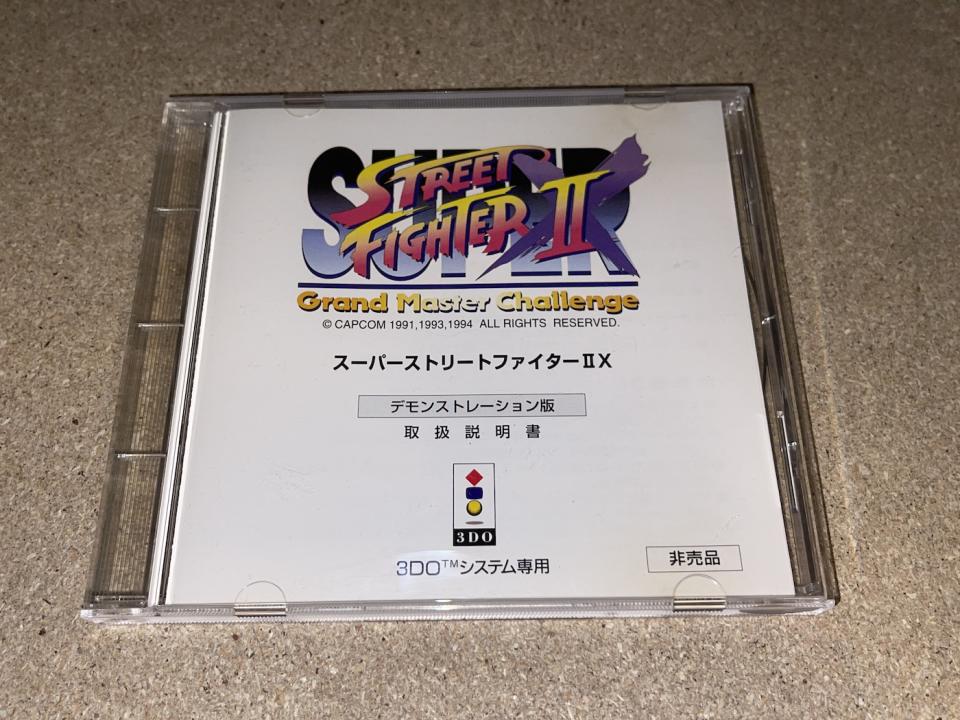 SUPER
STREET
FIGHTER II X
Grand Master Challenge
© CAPCOM 1991,1993,1994 ALL RIGHTS RESERVED.
スーパーストリートファイターII X
デモンストレーション版
取扱説明書
3DO
3DO™システム専用
非売品